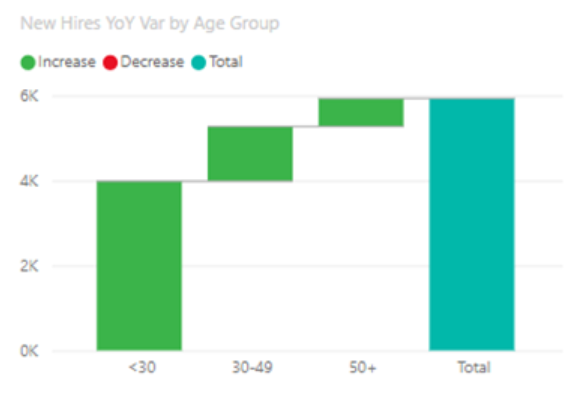 New Hires YoY Var by Age Group
Increase Decrease Total
6K
4K
2K
0K
<30 30-49 50+ Total